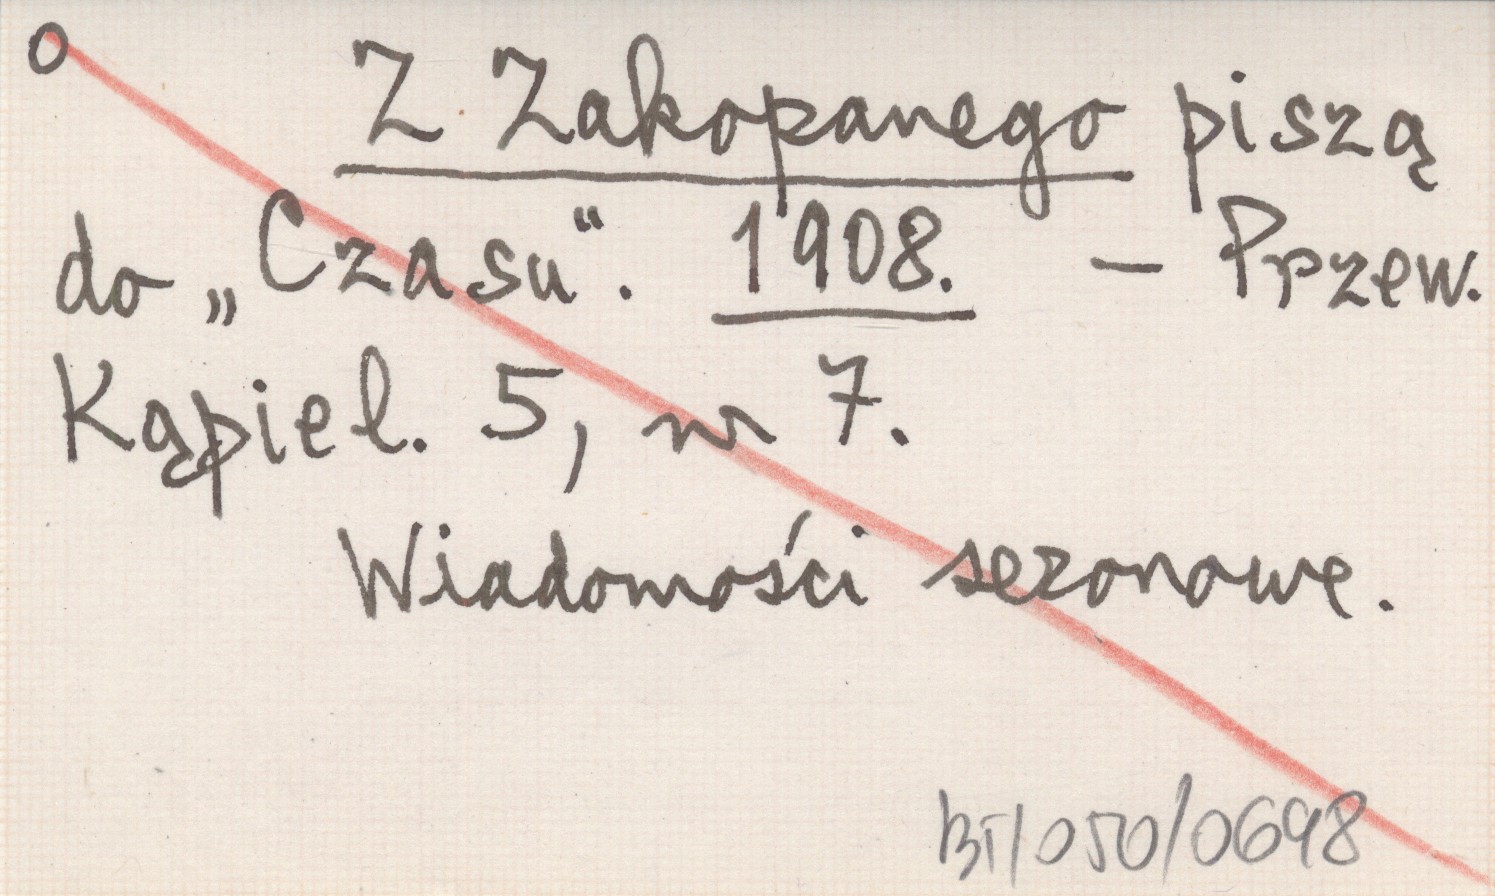 o
Z Zakopanego piszą
do „Czasu“. 1908. – Przew.
Kąpiel. 5, nr 7.
Wiadomości sezonowe.
BT/050/0698